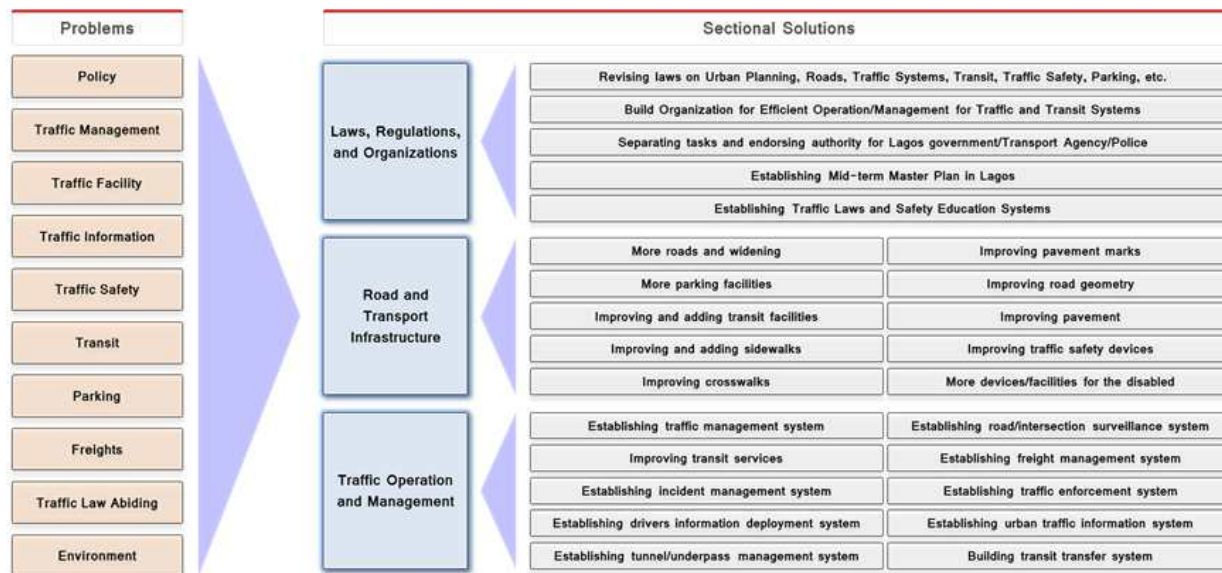 Problems
Sectional Solutions
Policy
Traffic Management
Traffic Facility
Traffic Information
Traffic Safety
Transit
Parking
Freights
Traffic Law Abiding
Environment
Laws, Regulations,
and Organizations
Revising laws on Urban Planning, Roads, Traffic Systems, Transit, Traffic Safety, Parking, etc.
Build Organization for Efficient Operation/Management for Traffic and Transit Systems
Separating tasks and endorsing authority for Lagos government/Transport Agency/Police
Establishing Mid-term Master Plan in Lagos
Establishing Traffic Laws and Safety Education Systems
Road and
Transport
Infrastructure
More roads and widening
Improving pavement marks
More parking facilities
Improving road geometry
Improving and adding transit facilities
Improving pavement
Improving and adding sidewalks
Improving traffic safety devices
Improving crosswalks
More devices/facilities for the disabled
Traffic Operation
and Management
Establishing traffic management system
Establishing road/intersection surveillance system
Improving transit services
Establishing freight management system
Establishing incident management system
Establishing traffic enforcement system
Establishing drivers information deployment system
Establishing urban traffic information system
Establishing tunnel/underpass management system
Building transit transfer system